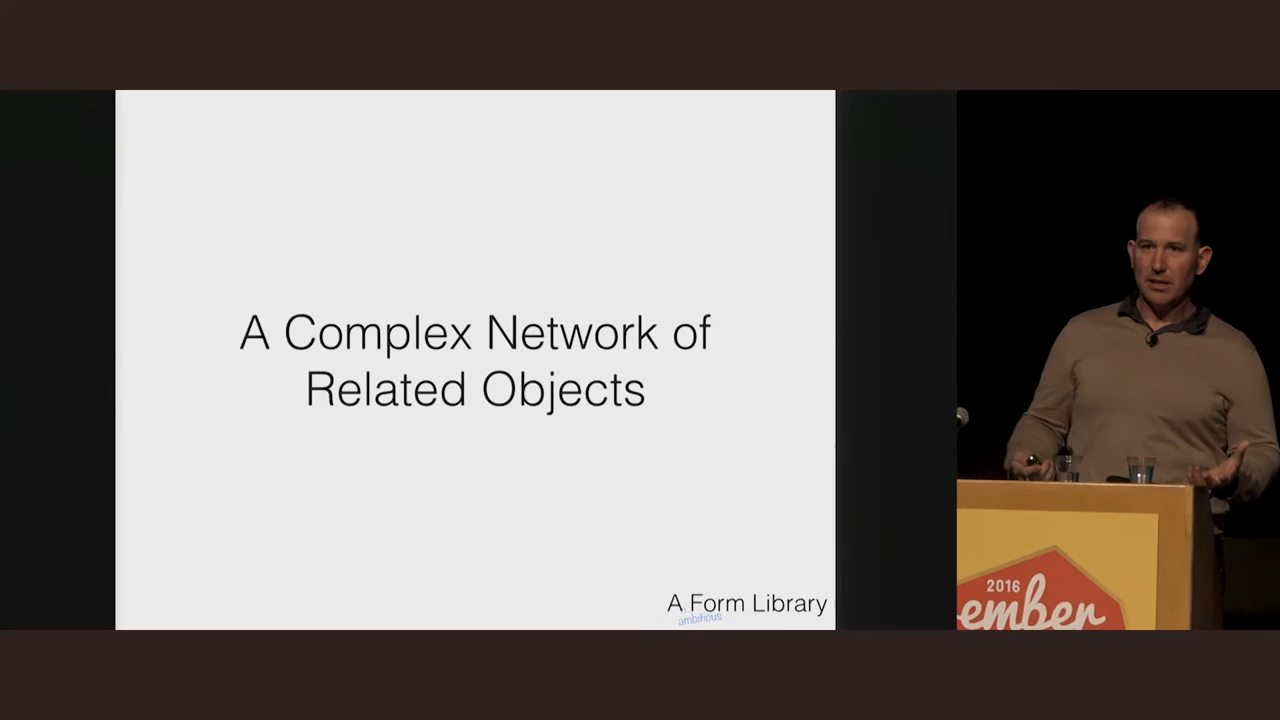 A Complex Network of
Related Objects
A Form Library
ambitious
2016
ember